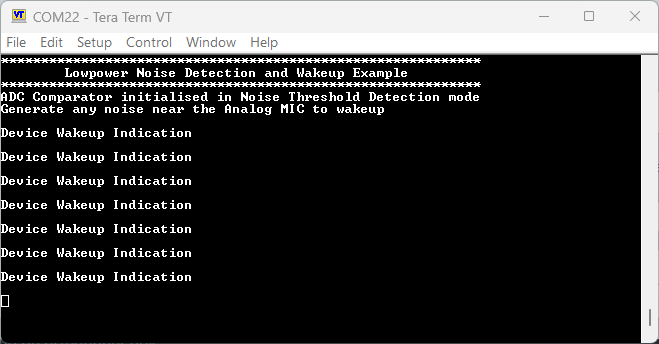 COM22 - Tera Term VT
File Edit Setup Control Window Help
************************************************************
Lowpower Noise Detection and Wakeup Example
************************************************************
ADC Comparator initialised in Noise Threshold Detection mode
Generate any noise near the Analog MIC to wakeup
Device Wakeup Indication
Device Wakeup Indication
Device Wakeup Indication
Device Wakeup Indication
Device Wakeup Indication
Device Wakeup Indication
Device Wakeup Indication